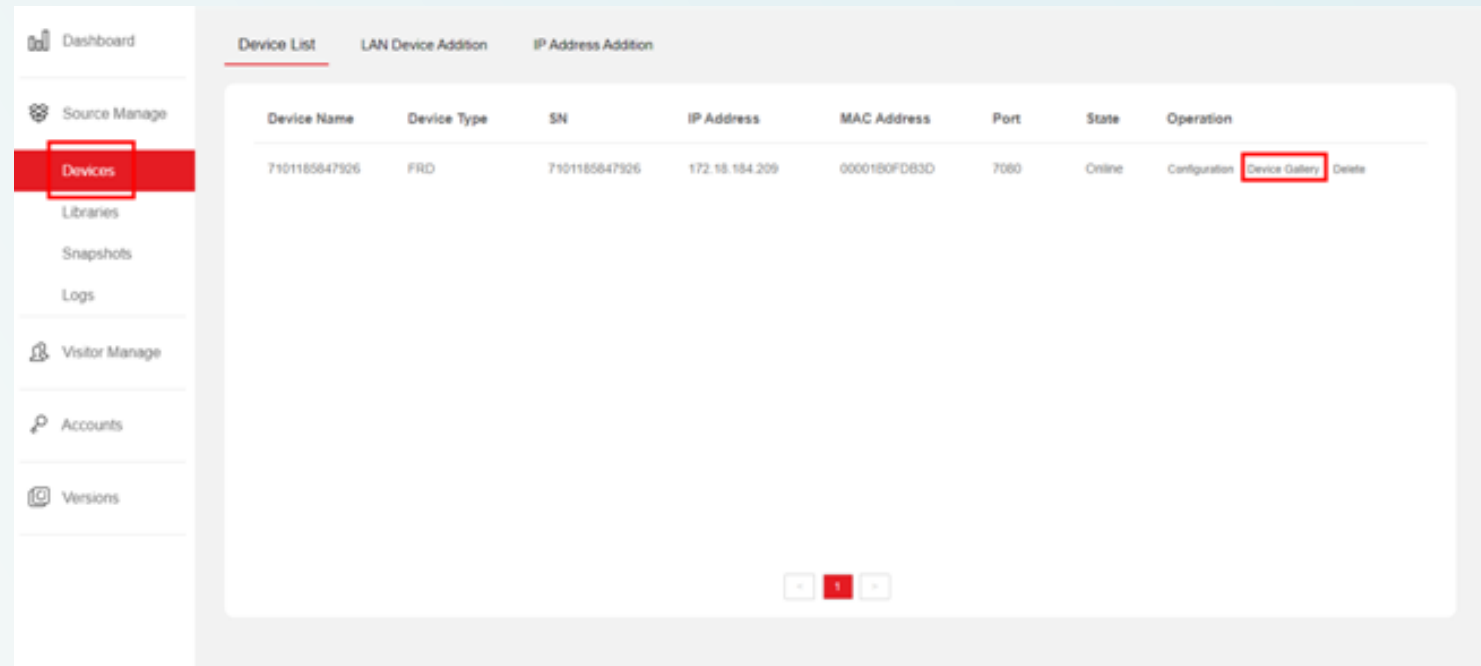 Dashboard
Source Manage
Devices
Libraries
Snapshots
Logs
Visitor Manage
Accounts
Versions
Device List LAN Device Addition IP Address Addition
Device Name Device Type SN IP Address MAC Address Port State Operation
7101185847926 FRD 7101185847926 172.18.184.209 00001B0FDB3D 7080 Online Configuration Device Gallery Delete
< 1 >